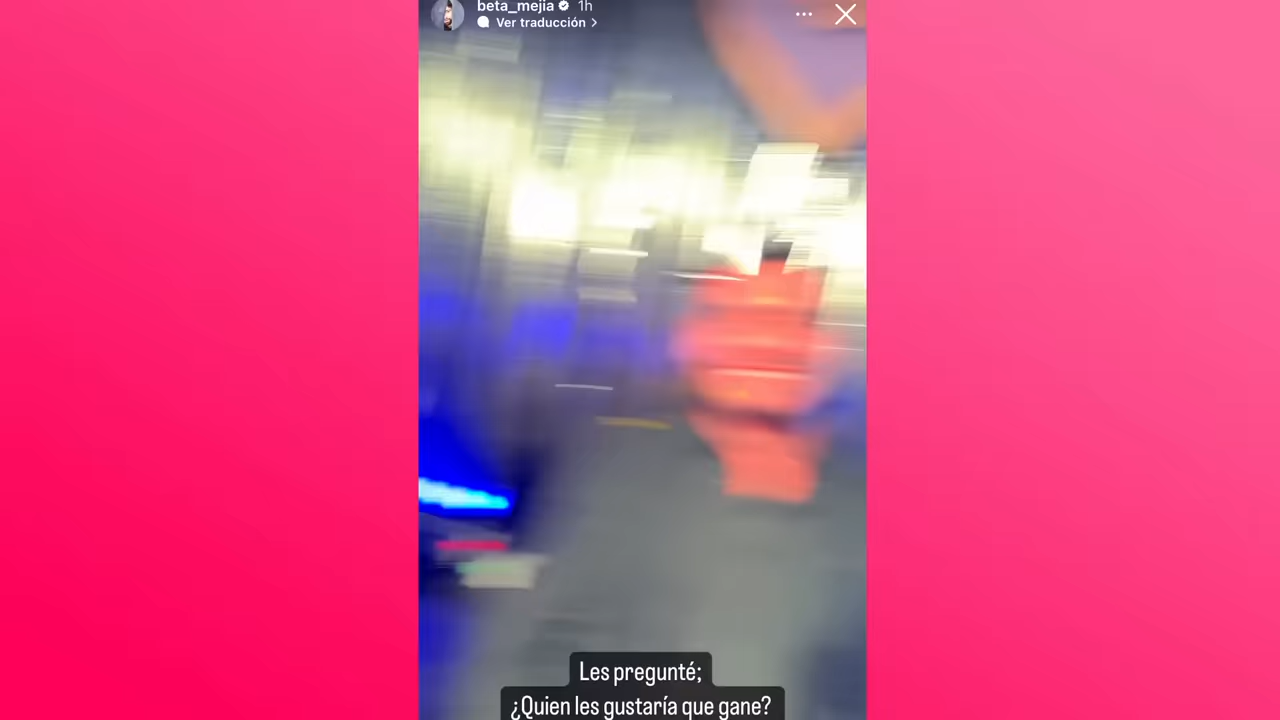 beta_mejia 1h
Ver traducción
Les pregunté;
¿Quien les gustaría que gane?